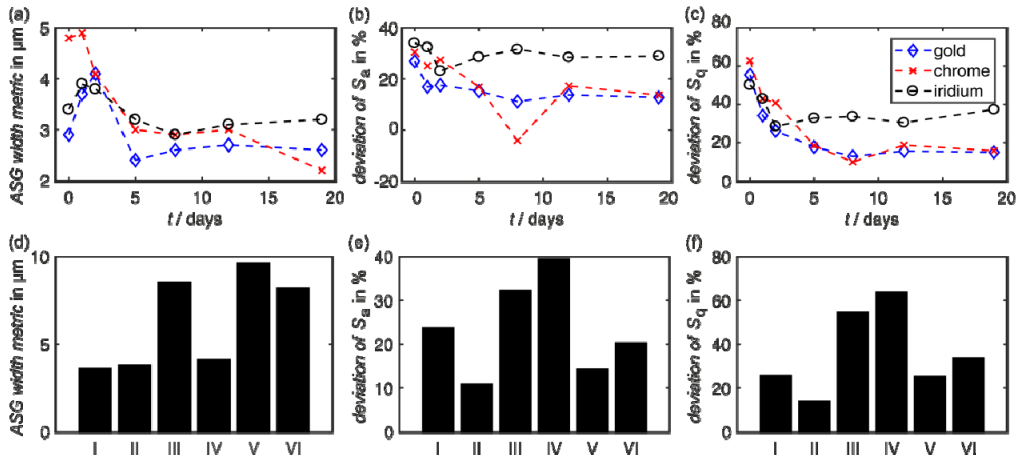 (a) (b) (c)
5 40 80
4 20 60
3 0 40
2 -20 20
0
ASG width metric in μm
deviation of Sa in %
deviation of Sq in %
gold
chrome
iridium
0 5 10 15 20 0 5 10 15 20 0 5 10 15 20
t / days t / days t / days
(d) (e) (f)
10 40 80
30 60
5 20 40
10 20
0 0 0
ASG width metric in μm
deviation of Sa in %
deviation of Sq in %
I II III IV V VI I II III IV V VI I II III IV V VI